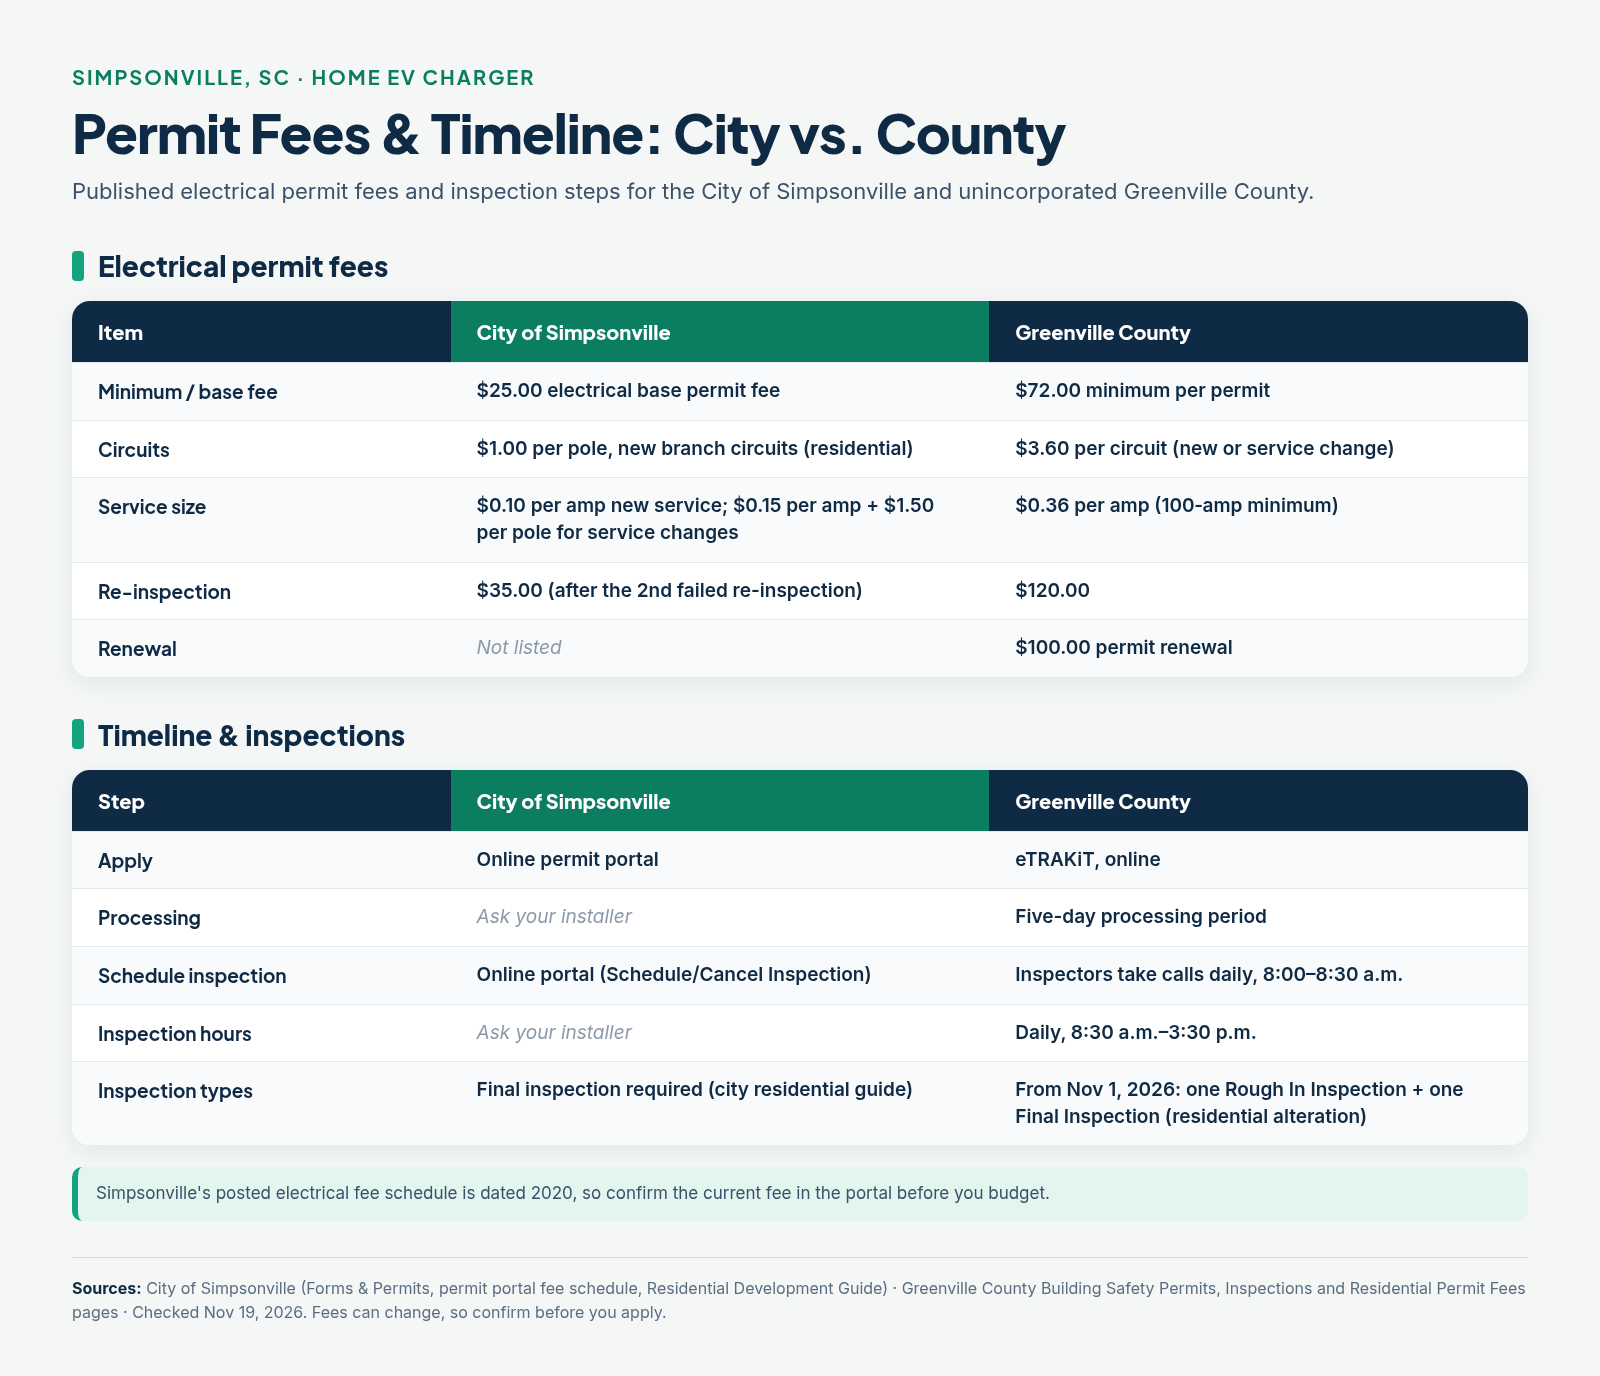 SIMPSONVILLE, SC · HOME EV CHARGER
Permit Fees & Timeline: City vs. County
Published electrical permit fees and inspection steps for the City of Simpsonville and unincorporated Greenville County.
Electrical permit fees
Item City of Simpsonville Greenville County
Minimum / base fee $25.00 electrical base permit fee $72.00 minimum per permit
Circuits $1.00 per pole, new branch circuits (residential) $3.60 per circuit (new or service change)
Service size $0.10 per amp new service; $0.15 per amp + $1.50 $0.36 per amp (100-amp minimum)
per pole for service changes
Re-inspection $35.00 (after the 2nd failed re-inspection) $120.00
Renewal Not listed $100.00 permit renewal
Timeline & inspections
Step City of Simpsonville Greenville County
Apply Online permit portal eTRAKiT, online
Processing Ask your installer Five-day processing period
Schedule inspection Online portal (Schedule/Cancel Inspection) Inspectors take calls daily, 8:00–8:30 a.m.
Inspection hours Ask your installer Daily, 8:30 a.m.–3:30 p.m.
Inspection types Final inspection required (city residential guide) From Nov 1, 2026: one Rough In Inspection + one
Final Inspection (residential alteration)
Simpsonville's posted electrical fee schedule is dated 2020, so confirm the current fee in the portal before you budget.
Sources: City of Simpsonville (Forms & Permits, permit portal fee schedule, Residential Development Guide) · Greenville County Building Safety Permits, Inspections and Residential Permit Fees
pages · Checked Nov 19, 2026. Fees can change, so confirm before you apply.